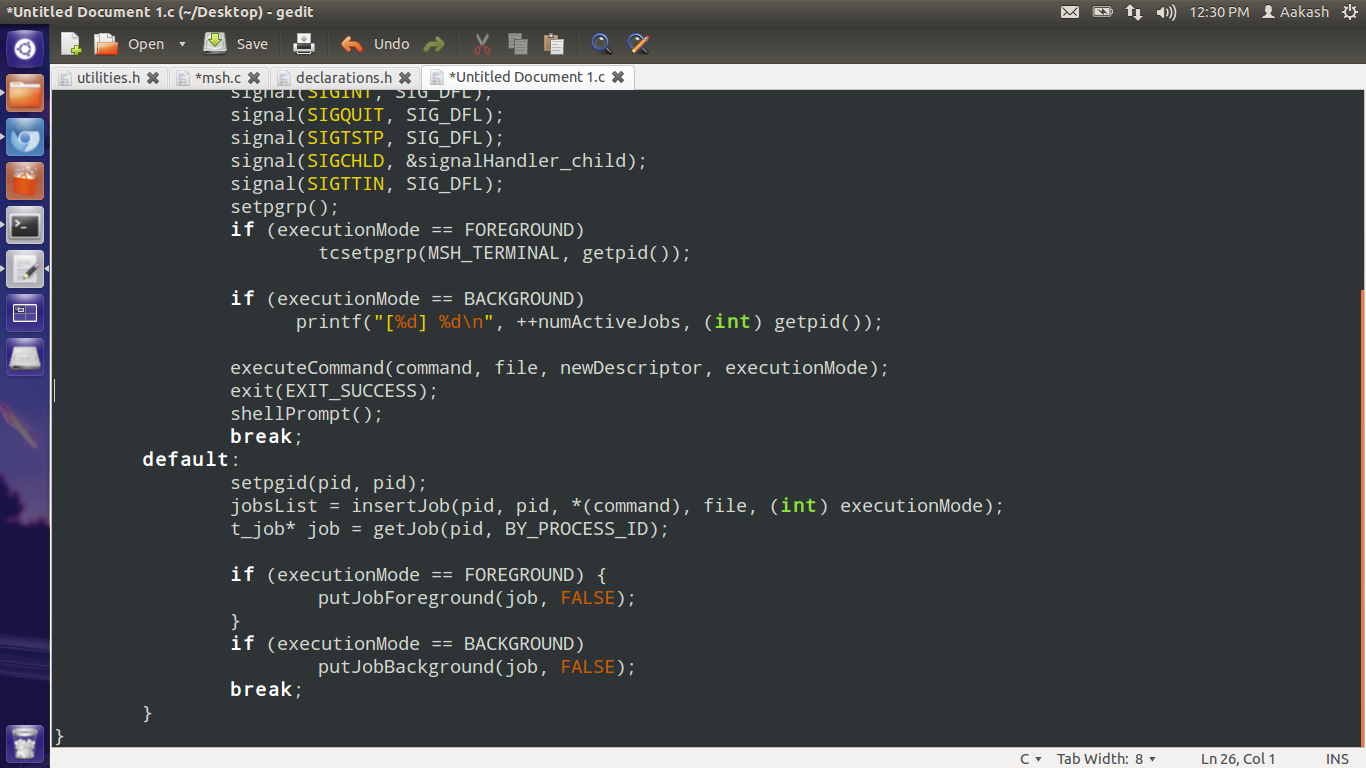 *Untitled Document 1.c (~/Desktop) - gedit
12:30 PM Aakash
Open Save Undo
utilities.h *msh.c declarations.h *Untitled Document 1.c
signal(SIGINT, SIG_DFL);
signal(SIGQUIT, SIG_DFL);
signal(SIGTSTP, SIG_DFL);
signal(SIGCHLD, &signalHandler_child);
signal(SIGTTIN, SIG_DFL);
setpgrp();
if (executionMode == FOREGROUND)
tcsetpgrp(MSH_TERMINAL, getpid());
if (executionMode == BACKGROUND)
printf("[%d] %d\n", ++numActiveJobs, (int) getpid());
executeCommand(command, file, newDescriptor, executionMode);
exit(EXIT_SUCCESS);
shellPrompt();
break;
default:
setpgid(pid, pid);
jobsList = insertJob(pid, pid, *(command), file, (int) executionMode);
t_job* job = getJob(pid, BY_PROCESS_ID);
if (executionMode == FOREGROUND) {
putJobForeground(job, FALSE);
}
if (executionMode == BACKGROUND)
putJobBackground(job, FALSE);
break;
}
}
C Tab Width: 8 Ln 26, Col 1 INS